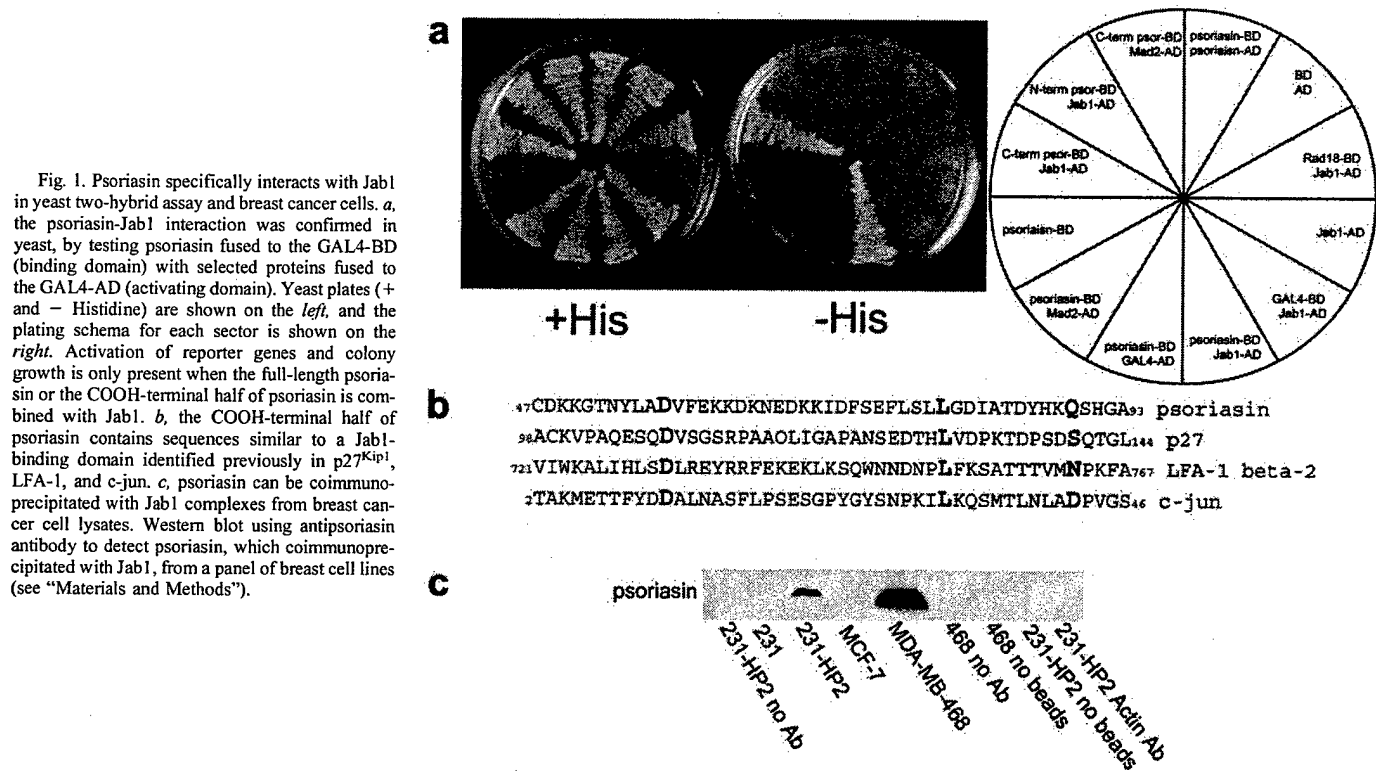 Fig. 1. Psoriasin specifically interacts with Jab1
in yeast two-hybrid assay and breast cancer cells. a,
the psoriasin-Jab1 interaction was confirmed in
yeast, by testing psoriasin fused to the GAL4-BD
(binding domain) with selected proteins fused to
the GAL4-AD (activating domain). Yeast plates (+
and − Histidine) are shown on the left, and the
plating schema for each sector is shown on the
right. Activation of reporter genes and colony
growth is only present when the full-length psoria-
sin or the COOH-terminal half of psoriasin is com-
bined with Jab1. b, the COOH-terminal half of
psoriasin contains sequences similar to a Jab1-
binding domain identified previously in p27Kip1,
LFA-1, and c-jun. c, psoriasin can be coimmuno-
precipitated with Jab1 complexes from breast can-
cer cell lysates. Western blot using antipsoriasin
antibody to detect psoriasin, which coimmunopre-
cipitated with Jab1, from a panel of breast cell lines
(see “Materials and Methods”).
a
+His
-His
C-term psor-BD
Mad2-AD
psoriasin-BD
psoriasin-AD
BD
AD
Rad18-BD
Jab1-AD
Jab1-AD
GAL4-BD
Jab1-AD
psoriasin-BD
Jab1-AD
psoriasin-BD
GAL4-AD
psoriasin-BD
Mad2-AD
psoriasin-BD
C-term psor-BD
Jab1-AD
N-term psor-BD
Jab1-AD
b
47CDKKGTNYLADVFEKKDKNEDKKIDFSEFLSLLGDIATDYHKQSHGA93 psoriasin
98ACKVPAQESQDVSGSRPAAOLIGAPANSEDTHLVDPKTDPSDSQTGL144 p27
721VIWKALIHLSDLREYRRFEKEKLKSQWNNDNPLFKSATTTVMNPKFA767 LFA-1 beta-2
2TAKMETTFYDDALNASFLPSESGPYGYSNPKILKQSMTLNLADPVGS46 c-jun
c
psoriasin
231-HP2 no Ab
231
231-HP2
MCF-7
MDA-MB-468
468 no Ab
468 no beads
231-HP2 no beads
231-HP2 Actin Ab